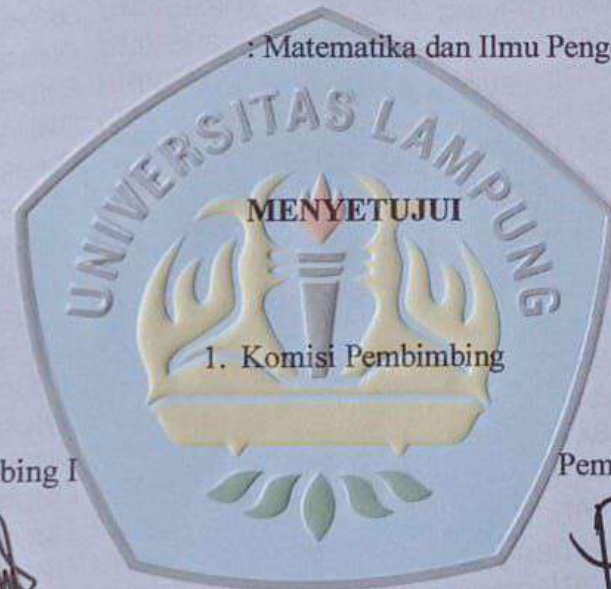 : Matematika dan Ilmu Peng
UNIVERSITAS LAMPUNG
MENYETUJUI
1. Komisi Pembimbing
bing I
Pem